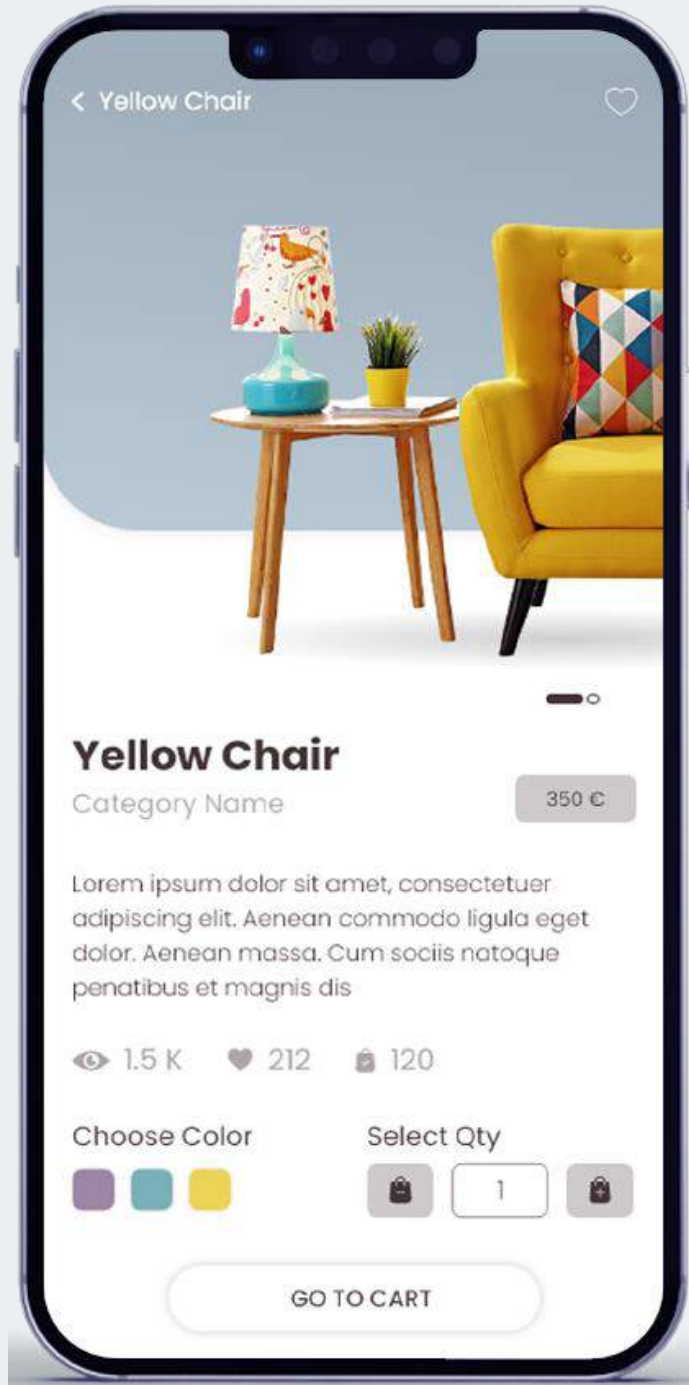 Yellow Chair
Yellow Chair
Category Name
350 €
Lorem ipsum dolor sit amet, consectetuer
adipiscing elit. Aenean commodo ligula eget
dolor. Aenean massa. Cum sociis natoque
penatibus et magnis dis
1.5 K 212 120
Choose Color Select Qty
1
GO TO CART